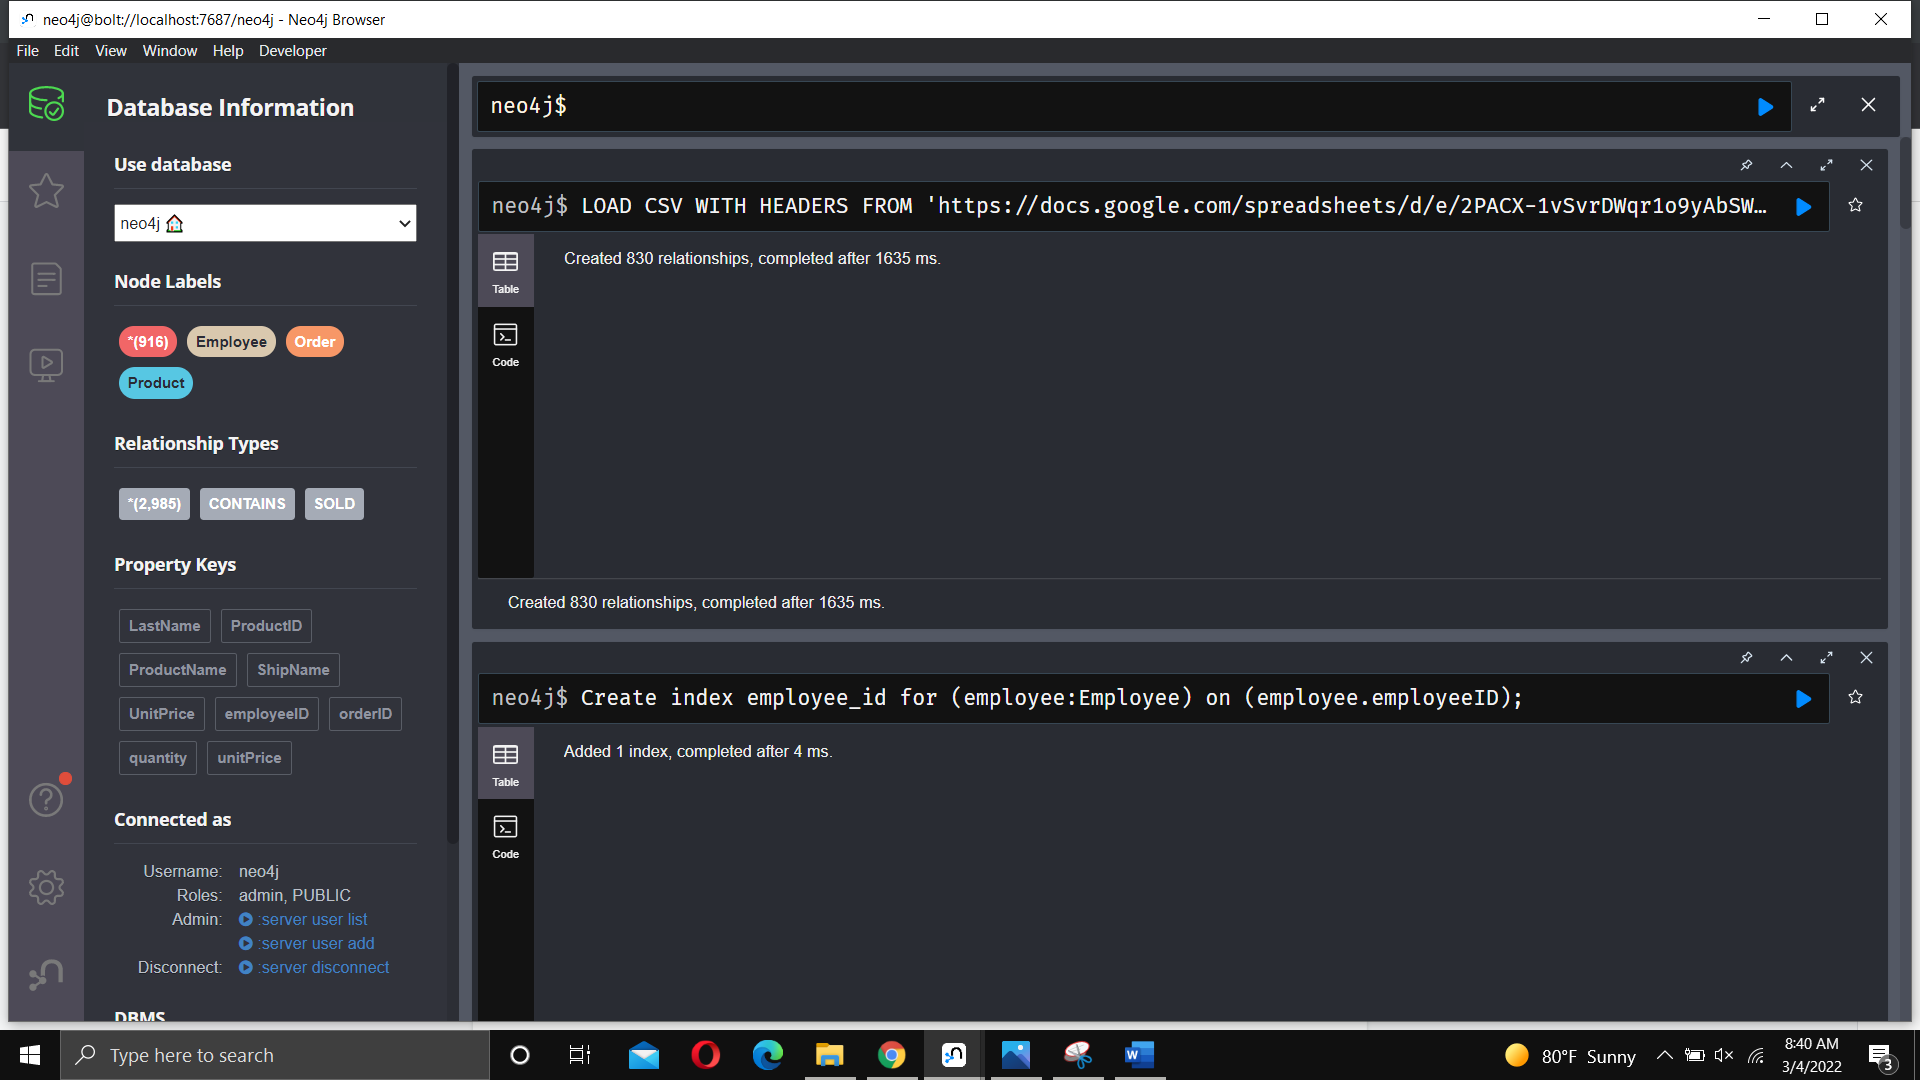 neo4j@bolt://localhost:7687/neo4j - Neo4j Browser
File Edit View Window Help Developer
Database Information
Use database
neo4j
Node Labels
*(916) Employee Order
Product
Relationship Types
*(2,985) CONTAINS SOLD
Property Keys
LastName ProductID
ProductName ShipName
UnitPrice employeeID orderID
quantity unitPrice
Connected as
Username: neo4j
Roles: admin, PUBLIC
Admin: :server user list
:server user add
Disconnect: :server disconnect
DBMS
neo4j$
neo4j$ LOAD CSV WITH HEADERS FROM 'https://docs.google.com/spreadsheets/d/e/2PACX-1vSvrDWqr1o9yAbSW…
Table
Created 830 relationships, completed after 1635 ms.
Code
Created 830 relationships, completed after 1635 ms.
neo4j$ Create index employee_id for (employee:Employee) on (employee.employeeID);
Table
Added 1 index, completed after 4 ms.
Code
Type here to search
80°F Sunny
8:40 AM
3/4/2022
3